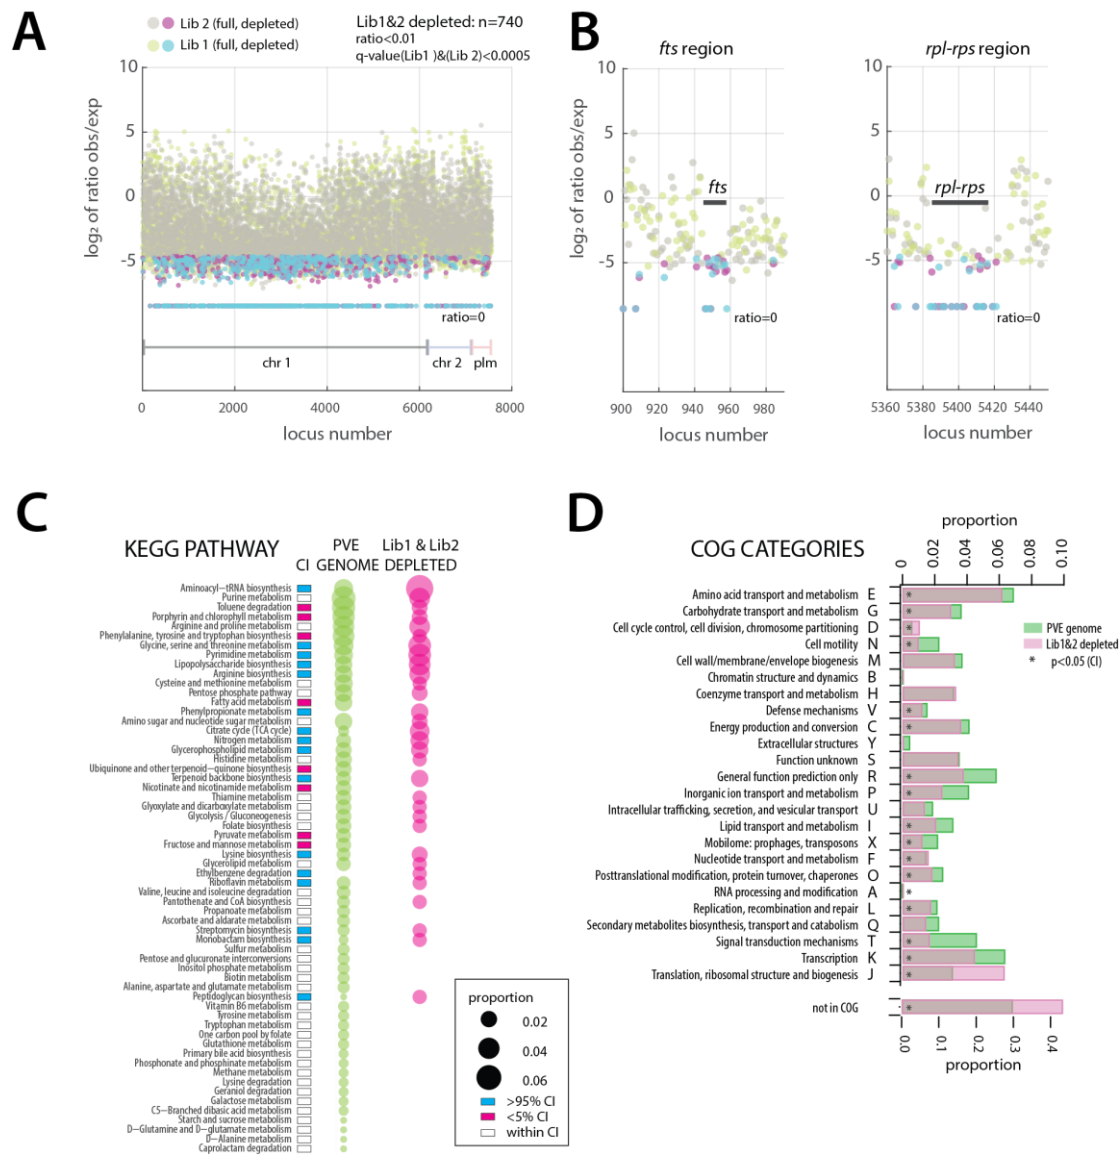 A
Lib 2 (full, depleted)
Lib 1 (full, depleted)
Lib1&2 depleted: n=740
ratio<0.01
q-value(Lib1 )&(Lib 2)<0.0005
log₂ of ratio obs/exp
10
5
0
-5
ratio=0
chr 1
chr 2
plm
0
2000
4000
6000
8000
locus number
B
fts region
log₂ of ratio obs/exp
10
5
0
-5
fts
ratio=0
900
920
940
960
980
locus number
rpl-rps region
10
5
0
-5
rpl-rps
ratio=0
5360
5380
5400
5420
5440
locus number
C
KEGG PATHWAY
CI
PVE
GENOME
Lib1 & Lib2
DEPLETED
Aminoacyl−tRNA biosynthesis
Purine metabolism
Toluene degradation
Porphyrin and chlorophyll metabolism
Arginine and proline metabolism
Phenylalanine, tyrosine and tryptophan biosynthesis
Glycine, serine and threonine metabolism
Pyrimidine metabolism
Lipopolysaccharide biosynthesis
Arginine biosynthesis
Cysteine and methionine metabolism
Pentose phosphate pathway
Fatty acid metabolism
Phenylpropionate metabolism
Amino sugar and nucleotide sugar metabolism
Citrate cycle (TCA cycle)
Nitrogen metabolism
Glycerophospholipid metabolism
Histidine metabolism
Ubiquinone and other terpenoid−quinone biosynthesis
Terpenoid backbone biosynthesis
Nicotinate and nicotinamide metabolism
Thiamine metabolism
Glyoxylate and dicarboxylate metabolism
Glycolysis / Gluconeogenesis
Folate biosynthesis
Pyruvate metabolism
Fructose and mannose metabolism
Lysine biosynthesis
Glycerolipid metabolism
Ethylbenzene degradation
Riboflavin metabolism
Valine, leucine and isoleucine degradation
Pantothenate and CoA biosynthesis
Propanoate metabolism
Ascorbate and aldarate metabolism
Streptomycin biosynthesis
Monobactam biosynthesis
Sulfur metabolism
Pentose and glucuronate interconversions
Inositol phosphate metabolism
Biotin metabolism
Alanine, aspartate and glutamate metabolism
Peptidoglycan biosynthesis
Vitamin B6 metabolism
Tyrosine metabolism
Tryptophan metabolism
One carbon pool by folate
Glutathione metabolism
Primary bile acid biosynthesis
Phosphonate and phosphinate metabolism
Methane metabolism
Lysine degradation
Geraniol degradation
Galactose metabolism
C5−Branched dibasic acid metabolism
Starch and sucrose metabolism
D−Glutamine and D−glutamate metabolism
D−Alanine metabolism
Caprolactam degradation
proportion
0.02
0.04
0.06
>95% CI
<5% CI
within CI
D
COG CATEGORIES
proportion
0
0.02
0.04
0.06
0.10
Amino acid transport and metabolism E *
Carbohydrate transport and metabolism G *
Cell cycle control, cell division, chromosome partitioning D *
Cell motility N *
Cell wall/membrane/envelope biogenesis M
Chromatin structure and dynamics B
Coenzyme transport and metabolism H
Defense mechanisms V *
Energy production and conversion C *
Extracellular structures Y
Function unknown S
General function prediction only R *
Inorganic ion transport and metabolism P *
Intracellular trafficking, secretion, and vesicular transport U
Lipid transport and metabolism I *
Mobilome: prophages, transposons X *
Nucleotide transport and metabolism F *
Posttranslational modification, protein turnover, chaperones O *
RNA processing and modification A *
Replication, recombination and repair L *
Secondary metabolites biosynthesis, transport and catabolism Q
Signal transduction mechanisms T *
Transcription K *
Translation, ribosomal structure and biogenesis J *
not in COG *
PVE genome
Lib1&2 depleted
* p<0.05 (CI)
0.0
0.1
0.2
0.3
0.4
proportion